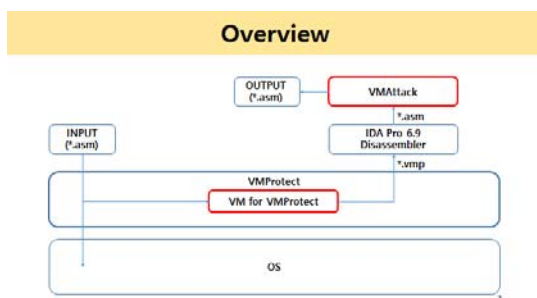 Overview
OUTPUT
(*.asm)
VMAttack
*.asm
INPUT
(*.asm)
IDA Pro 6.9
Disassembler
*.vmp
VMProtect
VM for VMProtect
OS